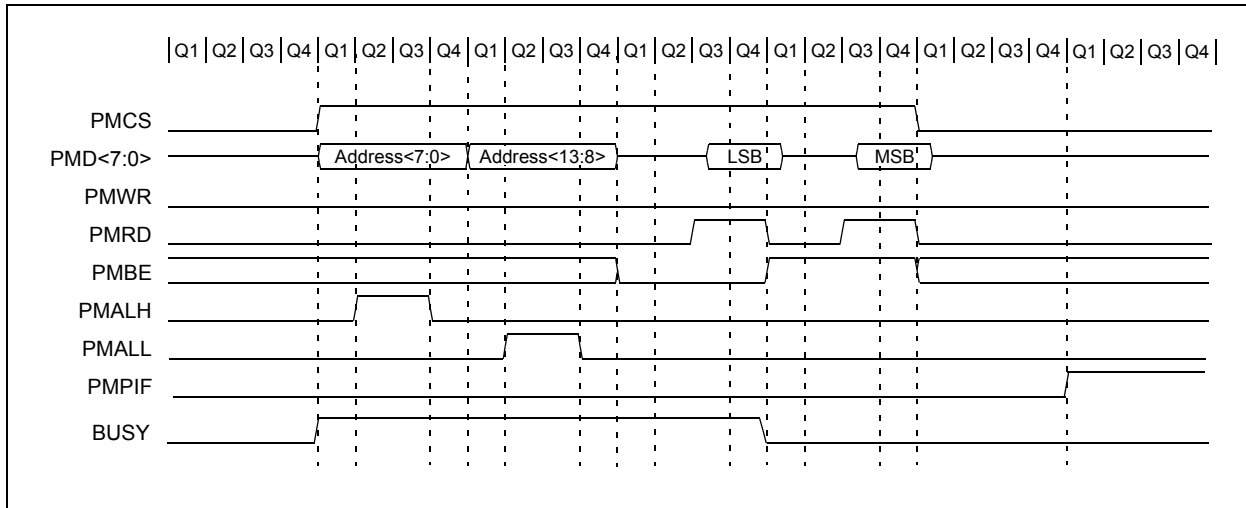 Q1 Q2 Q3 Q4 Q1 Q2 Q3 Q4 Q1 Q2 Q3 Q4 Q1 Q2 Q3 Q4 Q1 Q2 Q3 Q4 Q1 Q2 Q3 Q4 Q1 Q2 Q3 Q4
PMCS
PMD<7:0> Address<7:0> Address<13:8> LSB MSB
PMWR
PMRD
PMBE
PMALH
PMALL
PMPIF
BUSY